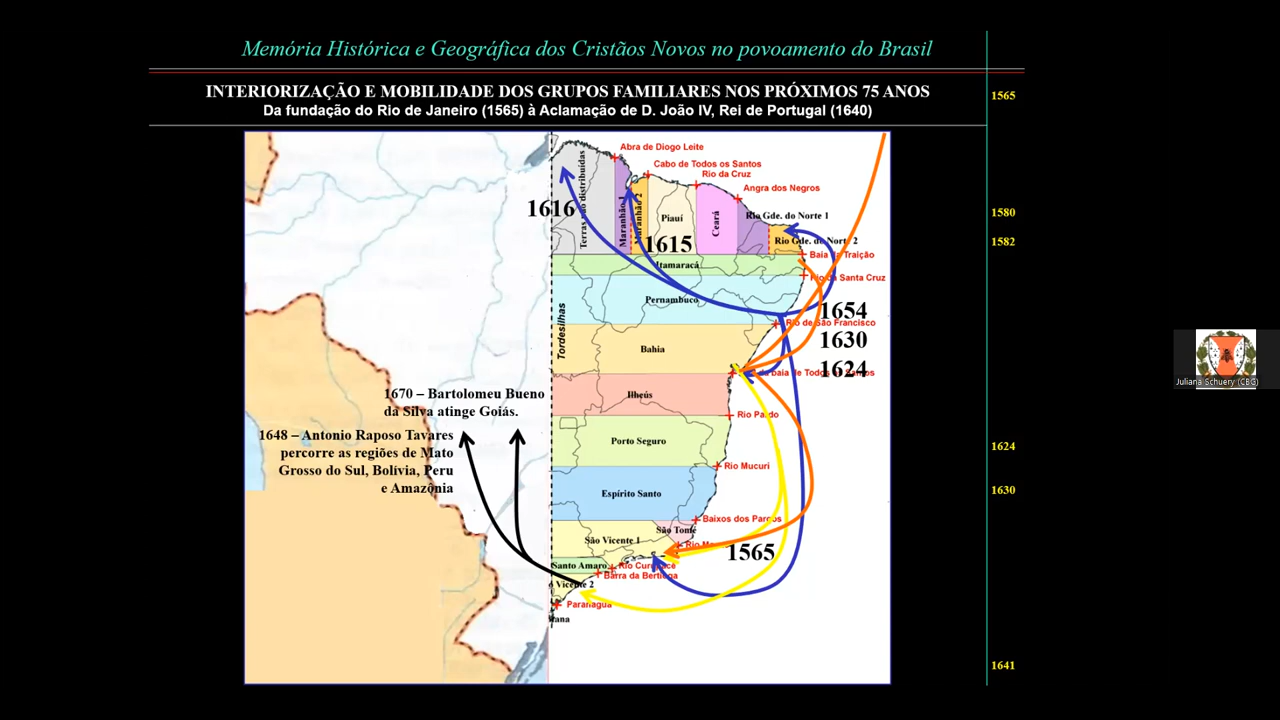 Memória Histórica e Geográfica dos Cristãos Novos no povoamento do Brasil
INTERIORIZAÇÃO E MOBILIDADE DOS GRUPOS FAMILIARES NOS PRÓXIMOS 75 ANOS
Da fundação do Rio de Janeiro (1565) à Aclamação de D. João IV, Rei de Portugal (1640)
1565
1580
1582
1624
1630
1641
Abra de Diogo Leite
Cabo de Todos os Santos
Rio da Cruz
Angra dos Negros
1616
Maranhão 2
Piauí
Ceará
Rio Gde. do Norte 1
1615
Baia da Traição
Itamaracá
Santa Cruz
Pernambuco
1654
Rio de São Francisco
Tordesilhas
1630
Bahia
1624
1670 – Bartolomeu Bueno
da Silva atinge Goiás.
Ilheús
Rio Pardo
1648 – Antonio Raposo Tavares
percorre as regiões de Mato
Grosso do Sul, Bolívia, Peru
e Amazônia
Porto Seguro
Rio Mucuri
Espírito Santo
Baixos dos Pargos
São Tomé
São Vicente 1
1565
Santo Amaro
Barra da Bertioga
Vicente 2
Paranaguá
Juliana Schuery (CBG)